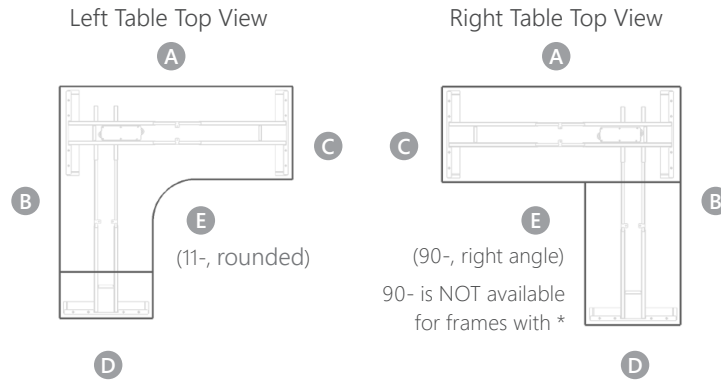 Left Table Top View
A
C
B
E
(11-, rounded)
D
Right Table Top View
A
C
B
E
(90-, right angle)
90- is NOT available
for frames with *
D